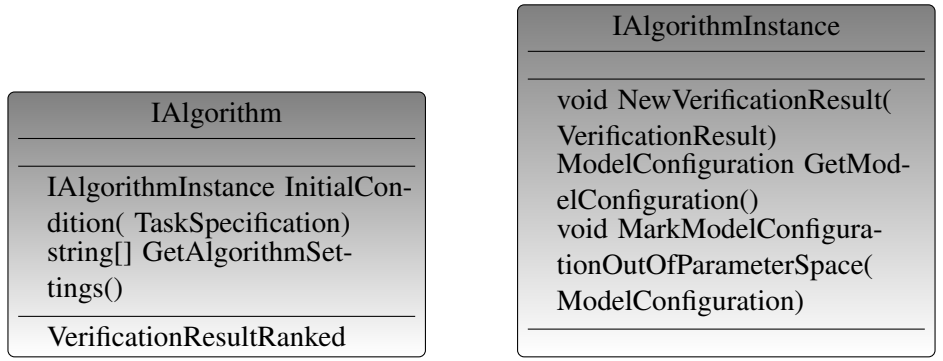 IAlgorithm
IAlgorithmInstance InitialCon-
dition( TaskSpecification)
string[] GetAlgorithmSet-
tings()
VerificationResultRanked
IAlgorithmInstance
void NewVerificationResult(
VerificationResult)
ModelConfiguration GetMod-
elConfiguration()
void MarkModelConfigura-
tionOutOfParameterSpace(
ModelConfiguration)